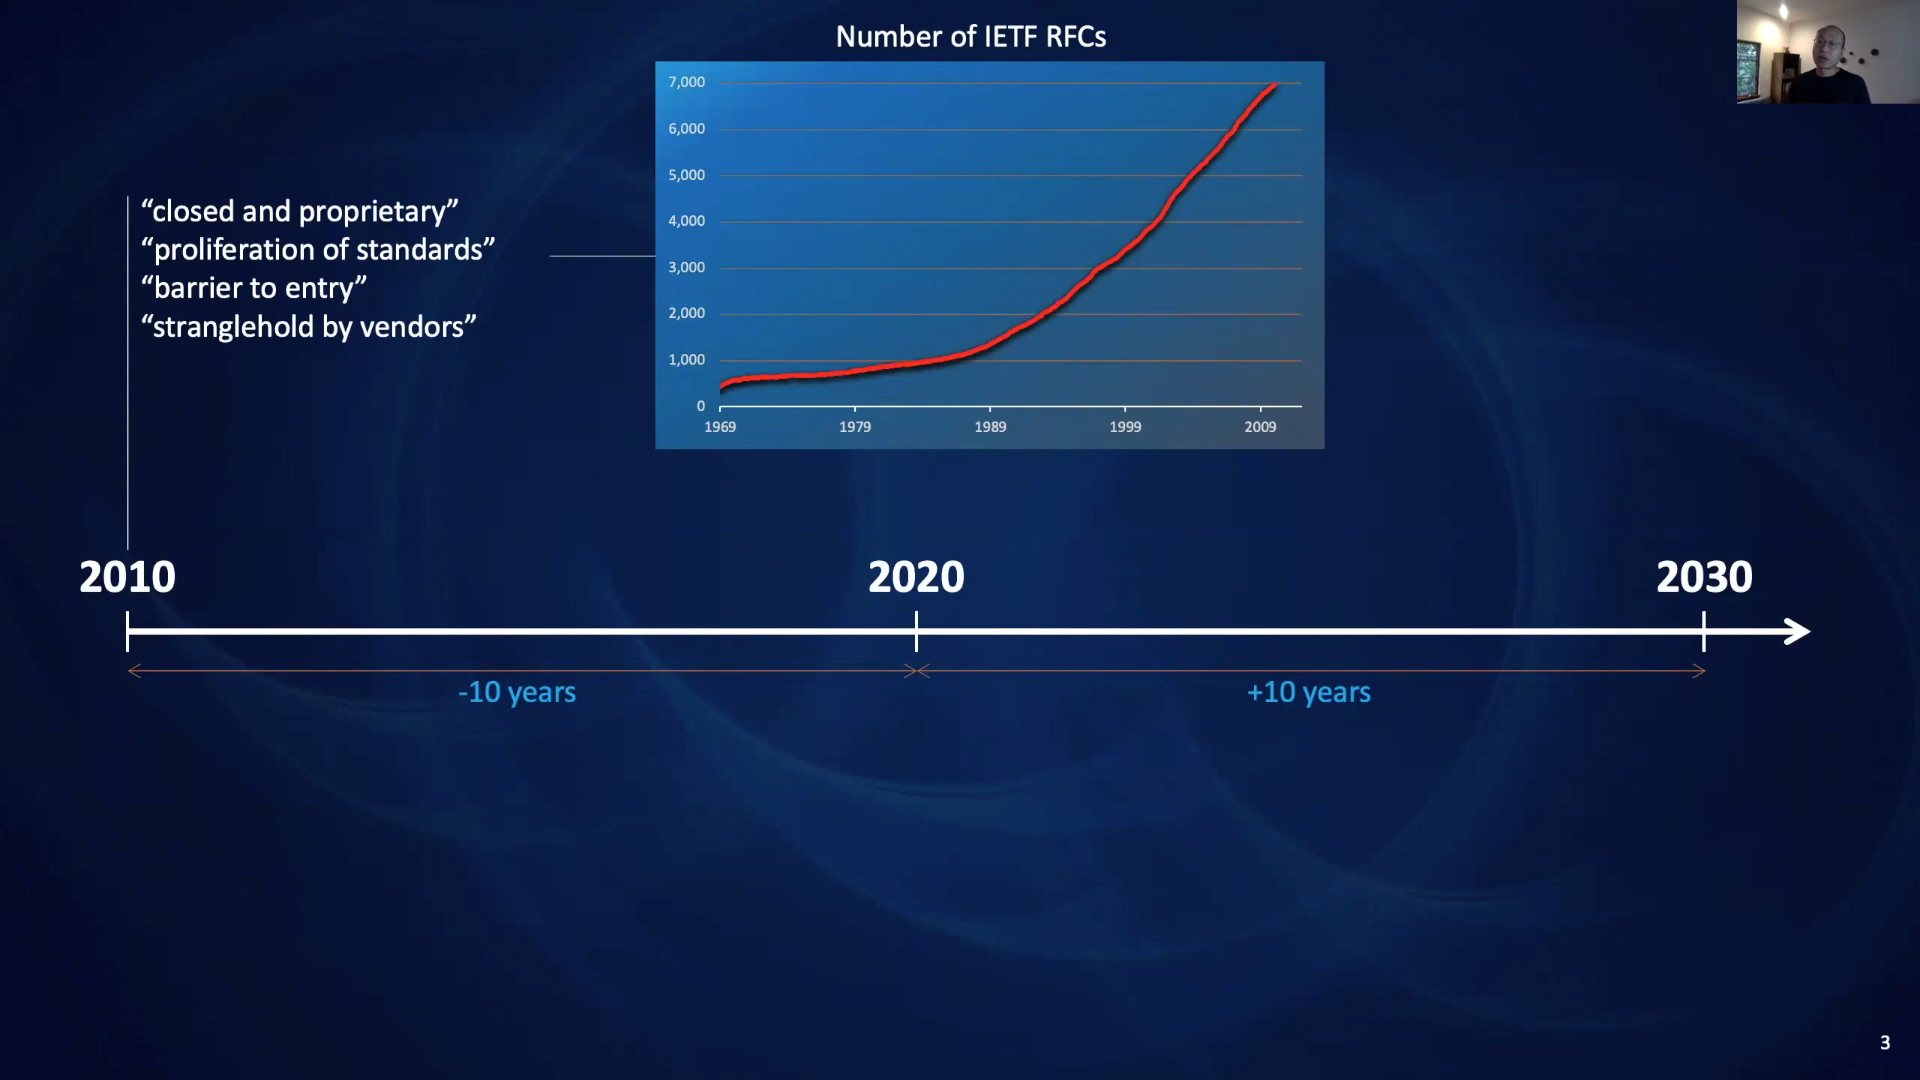 Number of IETF RFCs
7,000
6,000
5,000
4,000
3,000
2,000
1,000
0
1969 1979 1989 1999 2009
“closed and proprietary”
“proliferation of standards”
“barrier to entry”
“stranglehold by vendors”
2010 2020 2030
-10 years +10 years
3